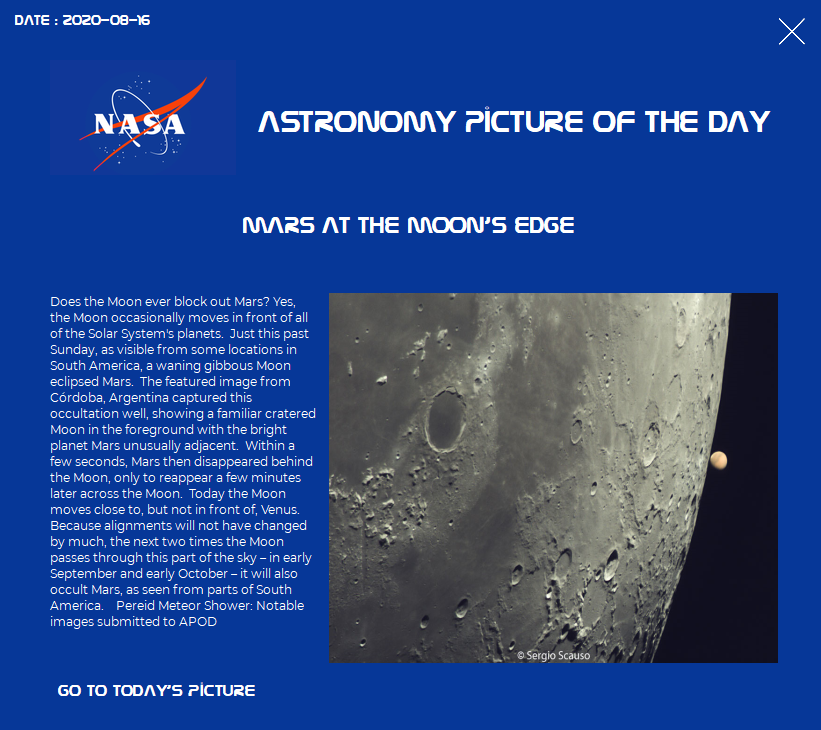 DATE : 2020-08-16
NASA
ASTRONOMY PICTURE OF THE DAY
MARS AT THE MOON'S EDGE
Does the Moon ever block out Mars? Yes,
the Moon occasionally moves in front of all
of the Solar System's planets.  Just this past
Sunday, as visible from some locations in
South America, a waning gibbous Moon
eclipsed Mars.  The featured image from
Córdoba, Argentina captured this
occultation well, showing a familiar cratered
Moon in the foreground with the bright
planet Mars unusually adjacent.  Within a
few seconds, Mars then disappeared behind
the Moon, only to reappear a few minutes
later across the Moon.  Today the Moon
moves close to, but not in front of, Venus.
Because alignments will not have changed
by much, the next two times the Moon
passes through this part of the sky – in early
September and early October – it will also
occult Mars, as seen from parts of South
America.    Pereid Meteor Shower: Notable
images submitted to APOD
© Sergio Scauso
GO TO TODAY'S PICTURE